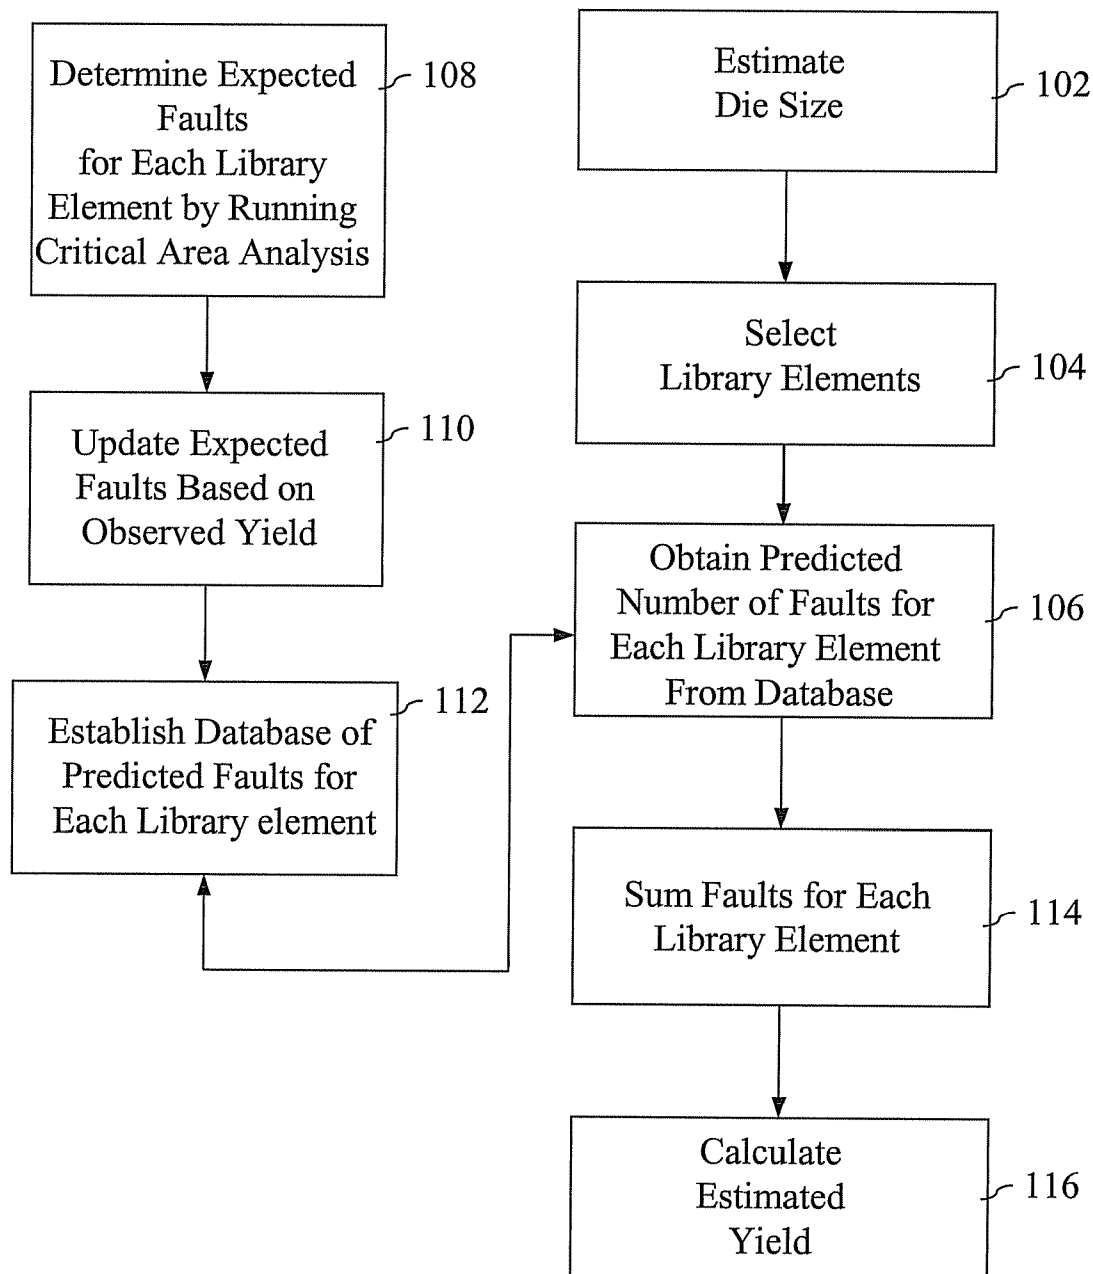 Determine Expected
Faults
for Each Library
Element by Running
Critical Area Analysis
108
Update Expected
Faults Based on
Observed Yield
110
Establish Database of
Predicted Faults for
Each Library element
112
Estimate
Die Size
102
Select
Library Elements
104
Obtain Predicted
Number of Faults for
Each Library Element
From Database
106
Sum Faults for Each
Library Element
114
Calculate
Estimated
Yield
116